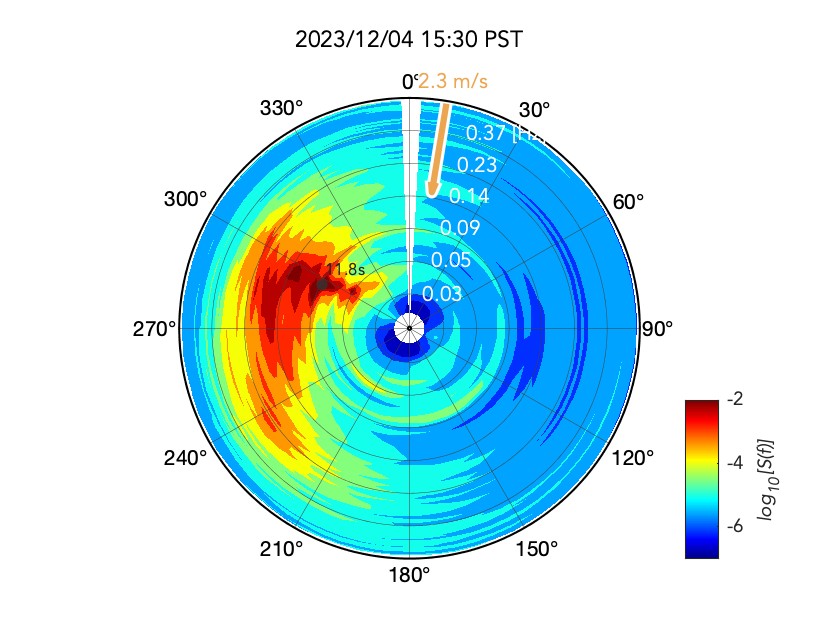 2023/12/04 15:30 PST
0° 2.3 m/s
330° 30°
0.37 [Hz]
0.23
300° 0.14 60°
0.09
11.8s 0.05
0.03
270° 90°
-2
240° -4 120°
log10[S(f)]
-6
210° 150°
180°